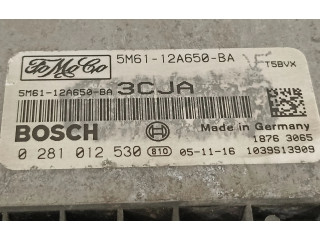 FoMoCo 5M61-12A650-BA T5BVX
5M61-12A650-BA 3CJA
BOSCH Made in Germany
1876 3065
0 281 012 530 810 05-11-16 1039S13909